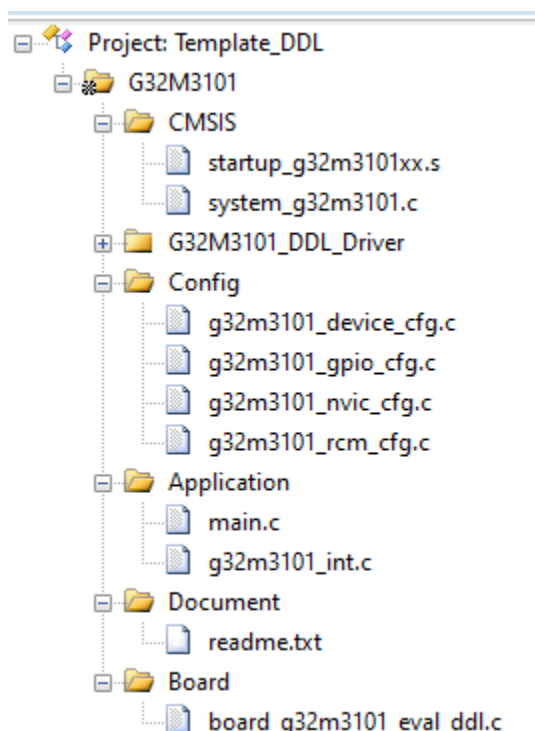 Project: Template_DDL
G32M3101
CMSIS
startup_g32m3101xx.s
system_g32m3101.c
G32M3101_DDL_Driver
Config
g32m3101_device_cfg.c
g32m3101_gpio_cfg.c
g32m3101_nvic_cfg.c
g32m3101_rcm_cfg.c
Application
main.c
g32m3101_int.c
Document
readme.txt
Board
board_g32m3101_eval_ddl.c